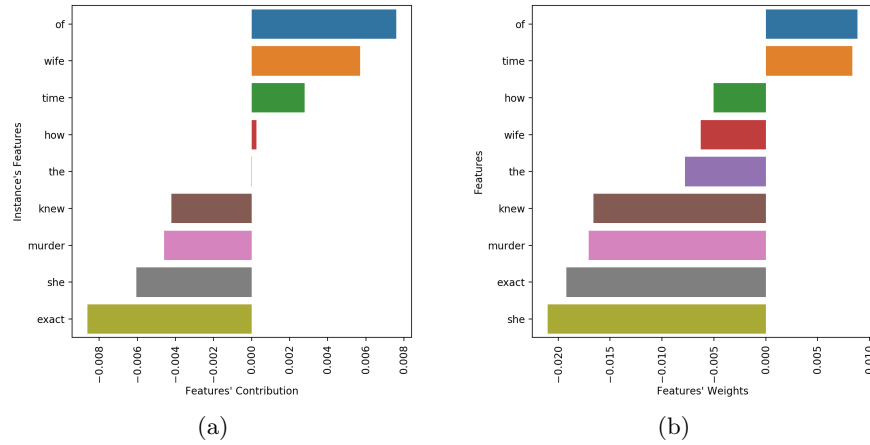 of
wife
time
how
the
knew
murder
she
exact
Instance's Features
−0.008
−0.006
−0.004
−0.002
0.000
0.002
0.004
0.006
0.008
Features' Contribution
(a)
of
time
how
wife
the
knew
murder
exact
she
Features
−0.020
−0.015
−0.010
−0.005
0.000
0.005
0.010
Features' Weights
(b)